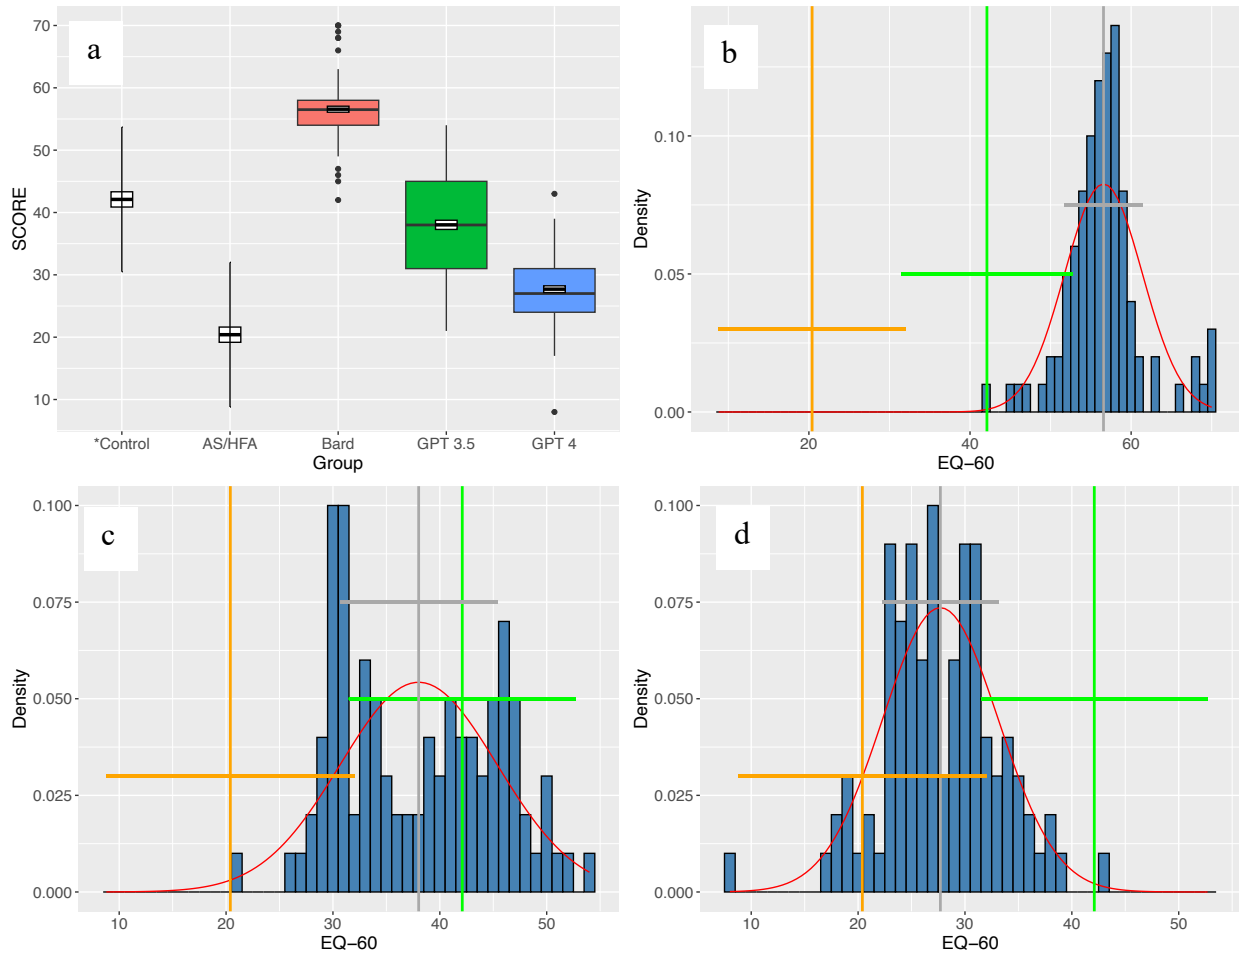 a
SCORE
70
60
50
40
30
20
10
*Control
AS/HFA
Bard
GPT 3.5
GPT 4
Group
b
Density
0.10
0.05
0.00
20
40
60
EQ−60
c
Density
0.100
0.075
0.050
0.025
0.000
10
20
30
40
50
EQ−60
d
Density
0.100
0.075
0.050
0.025
0.000
10
20
30
40
50
EQ−60